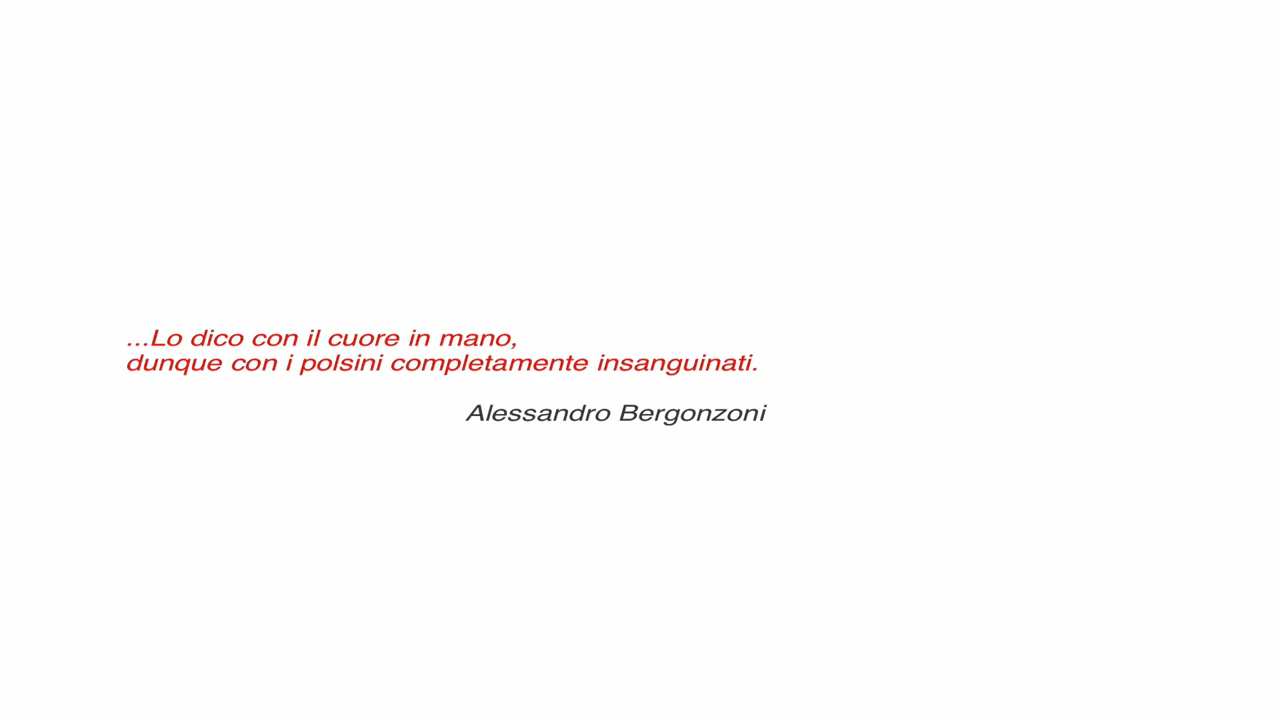 ...Lo dico con il cuore in mano,
dunque con i polsini completamente insanguinati.
Alessandro Bergonzoni